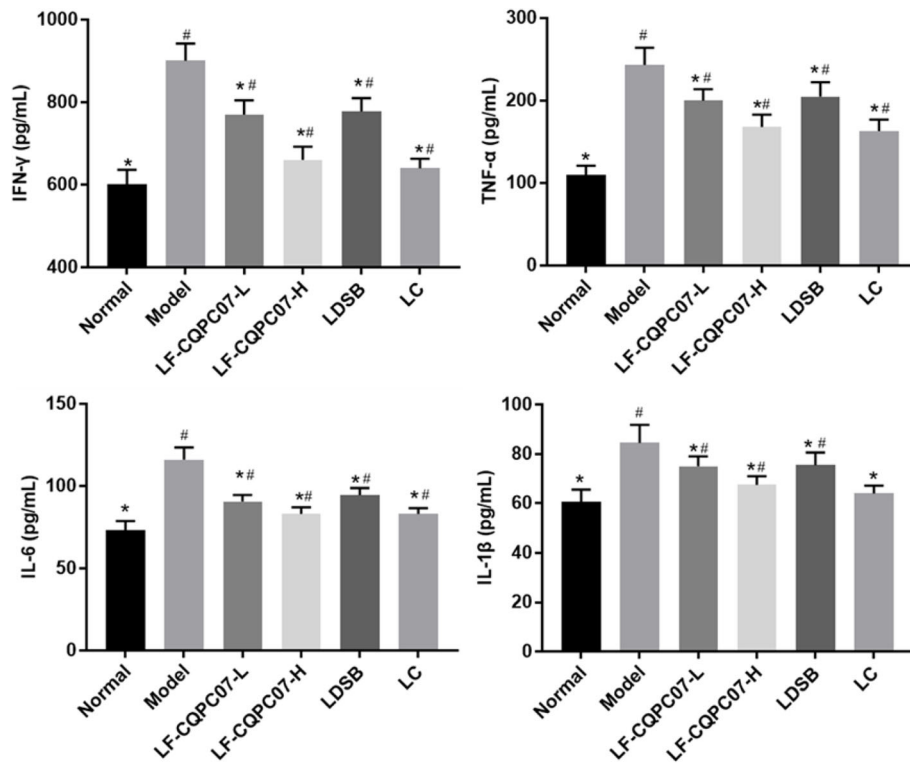 IFN-γ (pg/mL)
1000
800
600
400
*
#
* #
*#
* #
* #
Normal
Model
LF-CQPC07-L
LF-CQPC07-H
LDSB
LC
TNF-α (pg/mL)
300
200
100
0
*
#
* #
*#
*#
* #
Normal
Model
LF-CQPC07-L
LF-CQPC07-H
LDSB
LC
IL-6 (pg/mL)
150
100
50
0
*
#
* #
*#
*#
* #
Normal
Model
LF-CQPC07-L
LF-CQPC07-H
LDSB
LC
IL-1β (pg/mL)
100
80
60
40
20
0
*
#
*#
*#
* #
*
Normal
Model
LF-CQPC07-L
LF-CQPC07-H
LDSB
LC